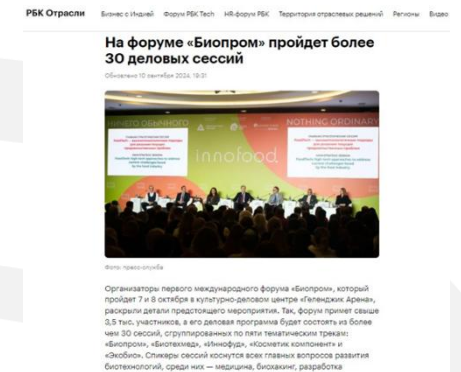 РБК Отрасли Бизнес с Индией Форум РБК Tech HR-форум РБК Территория отраслевых решений Регионы Видео
На форуме «Биопром» пройдет более
30 деловых сессий
Обновлено 10 сентября 2024, 19:31
НИЧЕГО ОБЫЧНОГО NOTHING ORDINARY
innofood
Фото: пресс-служба
Организаторы первого международного форума «Биопром», который
пройдет 7 и 8 октября в культурно-деловом центре «Геленджик Арена»,
раскрыли детали предстоящего мероприятия. Так, форум примет свыше
3,5 тыс. участников, а его деловая программа будет состоять из более
чем 30 сессий, сгруппированных по пяти тематическим трекам:
«Биопром», «Биотехмед», «Иннофуд», «Косметик компонент» и
«Экобио». Спикеры сессий коснутся всех главных вопросов развития
биотехнологий, среди них — медицина, биохакинг, разработка